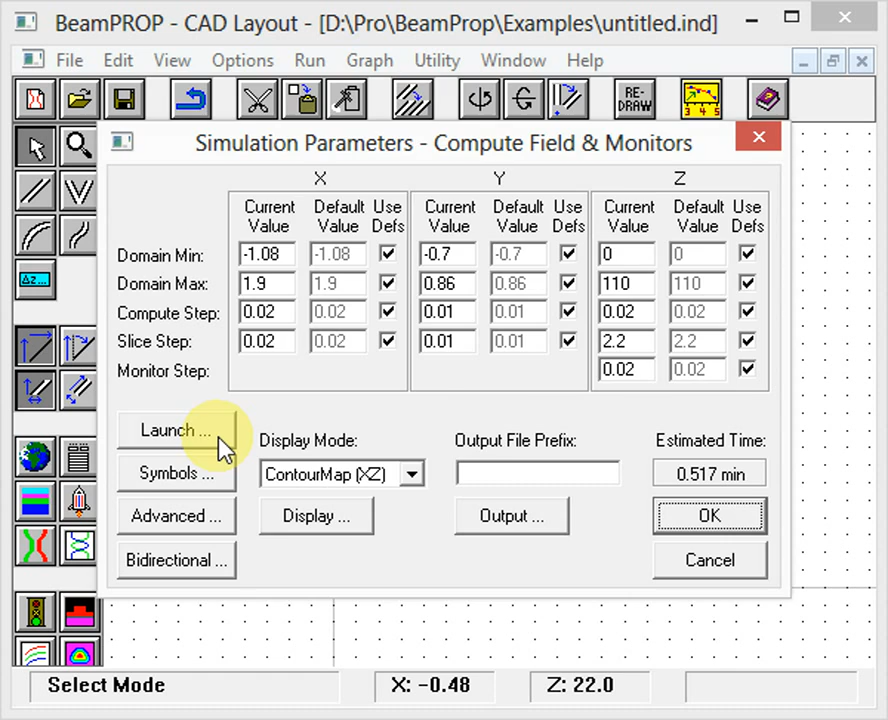 BeamPROP - CAD Layout - [D:\Pro\BeamProp\Examples\untitled.ind]
File Edit View Options Run Graph Utility Window Help
RE-
DRAW
3 4 5
Simulation Parameters - Compute Field & Monitors
X Y Z
Current Default Use Current Default Use Current Default Use
Value Value Defs Value Value Defs Value Value Defs
Domain Min: -1.08 -1.08 -0.7 -0.7 0 0
Domain Max: 1.9 1.9 0.86 0.86 110 110
Compute Step: 0.02 0.02 0.01 0.01 0.02 0.02
Slice Step: 0.02 0.02 0.01 0.01 2.2 2.2
Monitor Step: 0.02 0.02
Δz...
Launch ... Display Mode: Output File Prefix: Estimated Time:
Symbols ... ContourMap (XZ) 0.517 min
Advanced ... Display ... Output ... OK
Bidirectional ... Cancel
Select Mode X: -0.48 Z: 22.0